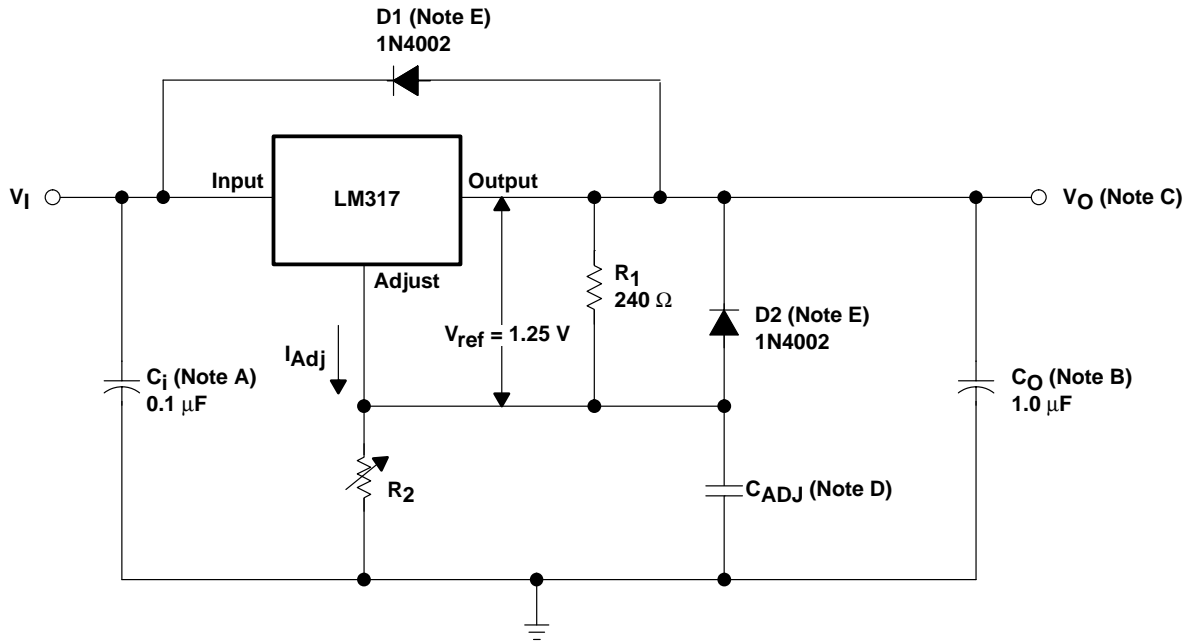 D1 (Note E)
1N4002
Input
LM317
Output
VI
VO (Note C)
Adjust
R1
240 Ω
D2 (Note E)
1N4002
Vref = 1.25 V
IAdj
Ci (Note A)
0.1 µF
CO (Note B)
1.0 µF
R2
CADJ (Note D)